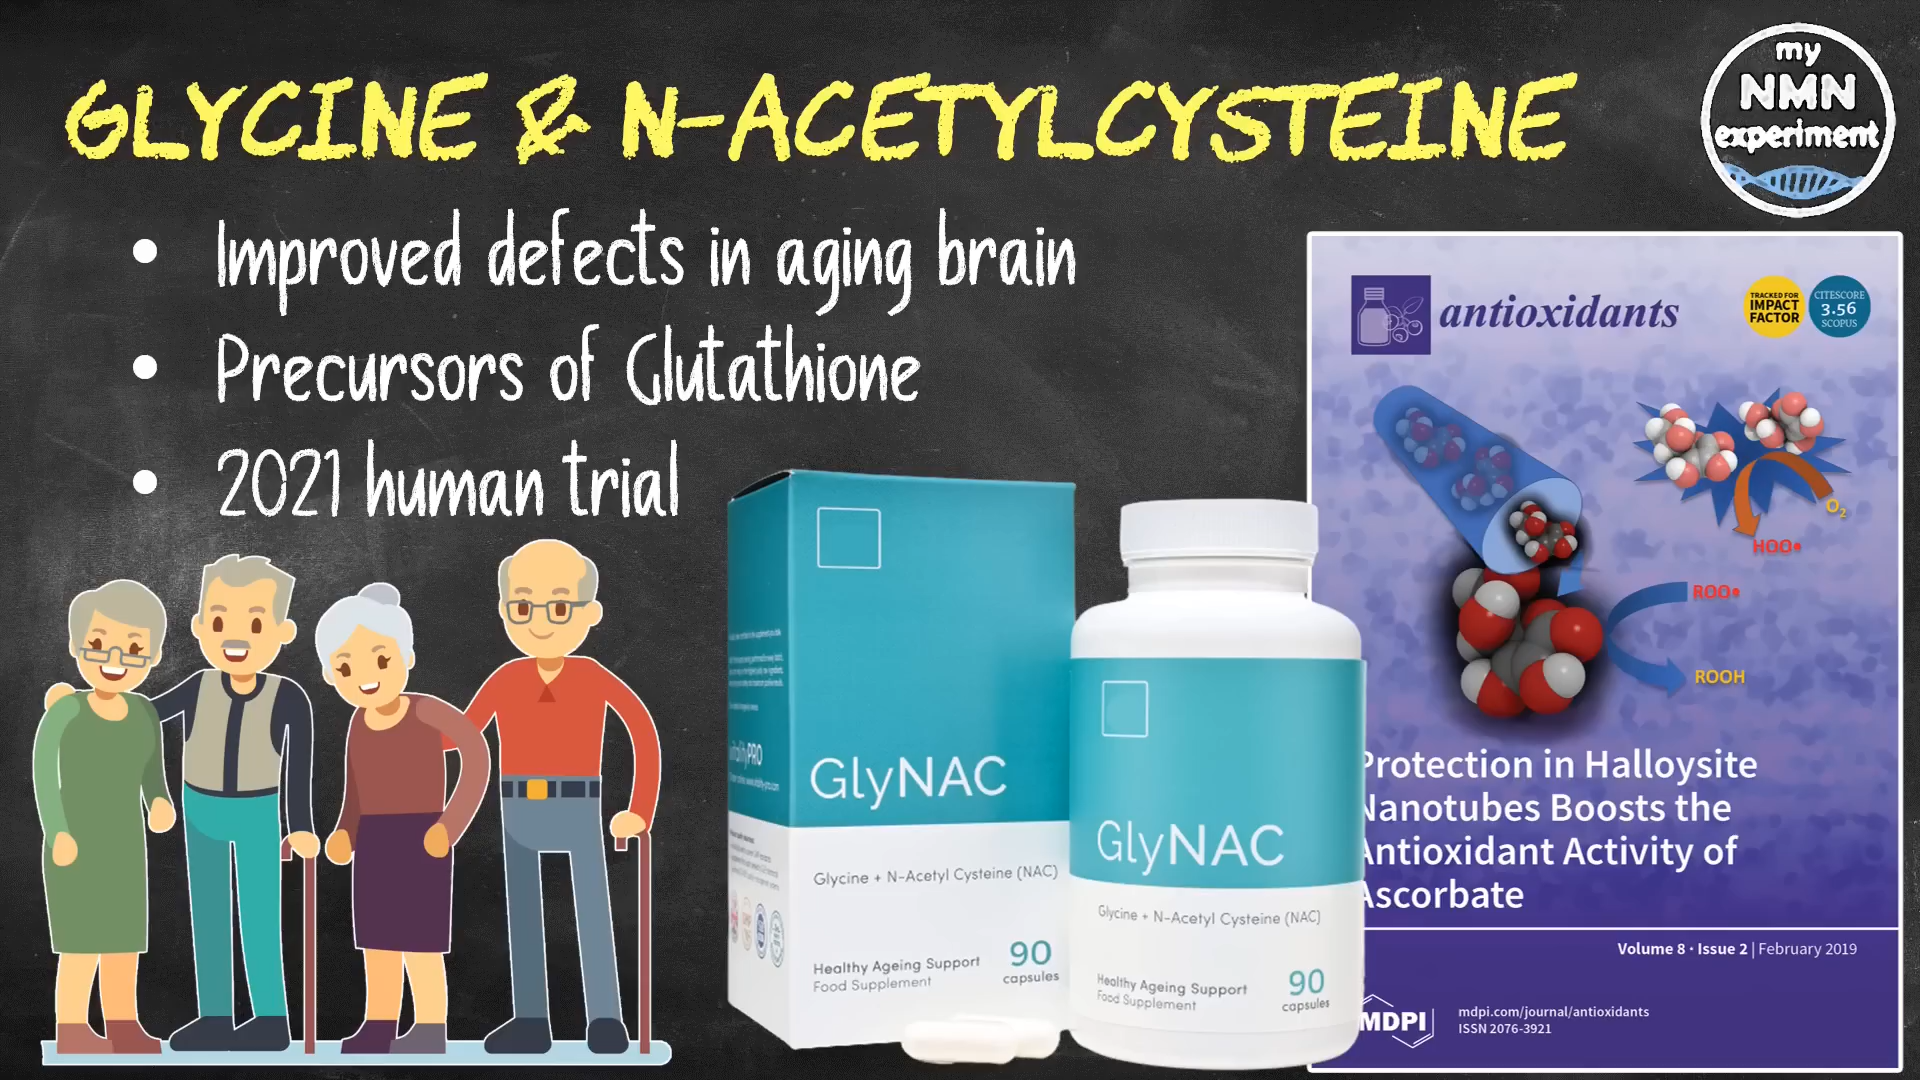 GLYCINE & N-ACETYLCYSTEINE
my
NMN
experiment
• Improved defects in aging brain
• Precursors of Glutathione
• 2021 human trial
antioxidants
TRACKED FOR
IMPACT
FACTOR
CITESCORE
3.56
SCOPUS
O2
HOO•
ROO•
ROOH
Protection in Halloysite
Nanotubes Boosts the
Antioxidant Activity of
Ascorbate
Volume 8 · Issue 2 | February 2019
MDPI
mdpi.com/journal/antioxidants
ISSN 2076-3921
GlyNAC
Glycine + N-Acetyl Cysteine (NAC)
Healthy Ageing Support
Food Supplement
90
capsules
GlyNAC
Glycine + N-Acetyl Cysteine (NAC)
Healthy Ageing Support
Food Supplement
90
capsules